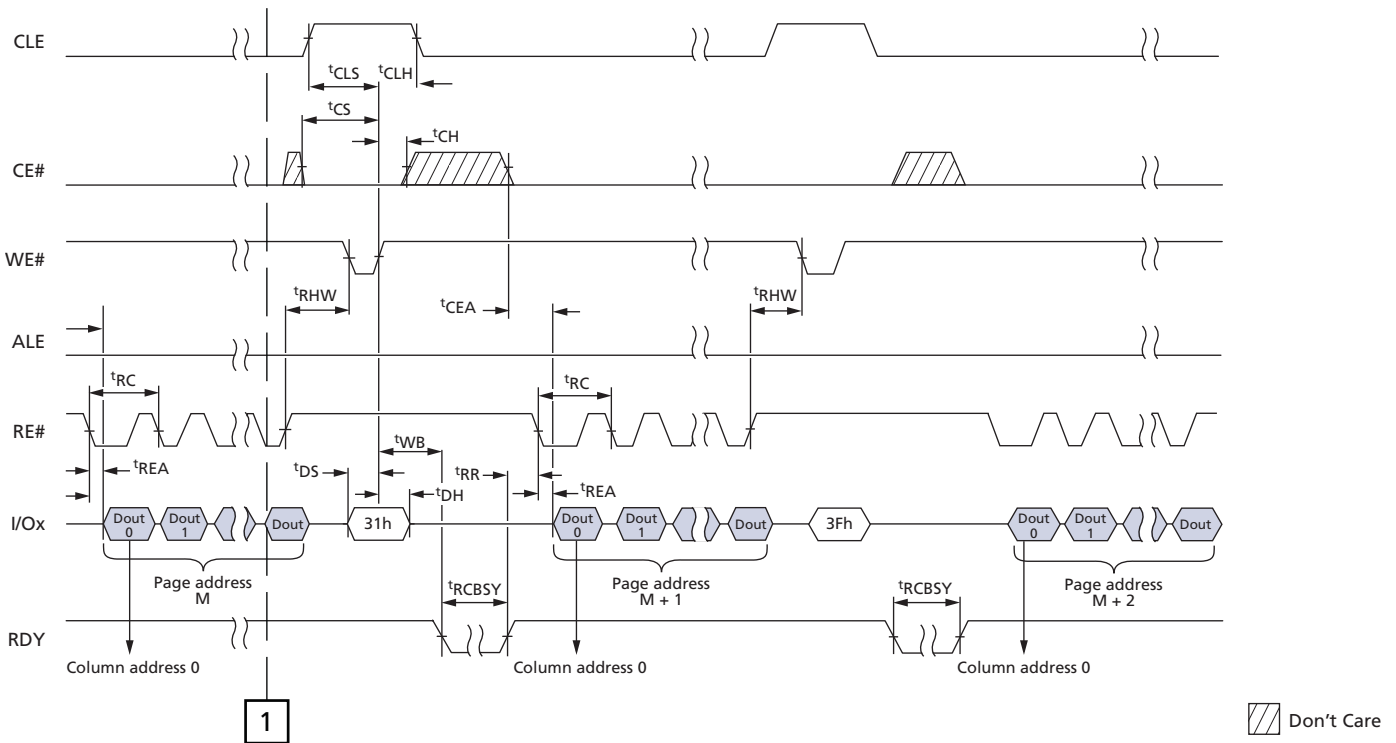 CLE
tCLS
tCLH
tCS
tCH
CE#
WE#
tRHW
tCEA
tRHW
ALE
tRC
tRC
RE#
tWB
tREA
tDS
tRR
tDH
tREA
I/Ox
Dout 0
Dout 1
Dout
31h
Dout 0
Dout 1
Dout
3Fh
Dout 0
Dout 1
Dout
Page address
M
tRCBSY
Page address
M + 1
tRCBSY
Page address
M + 2
RDY
Column address 0
Column address 0
Column address 0
1
Don't Care